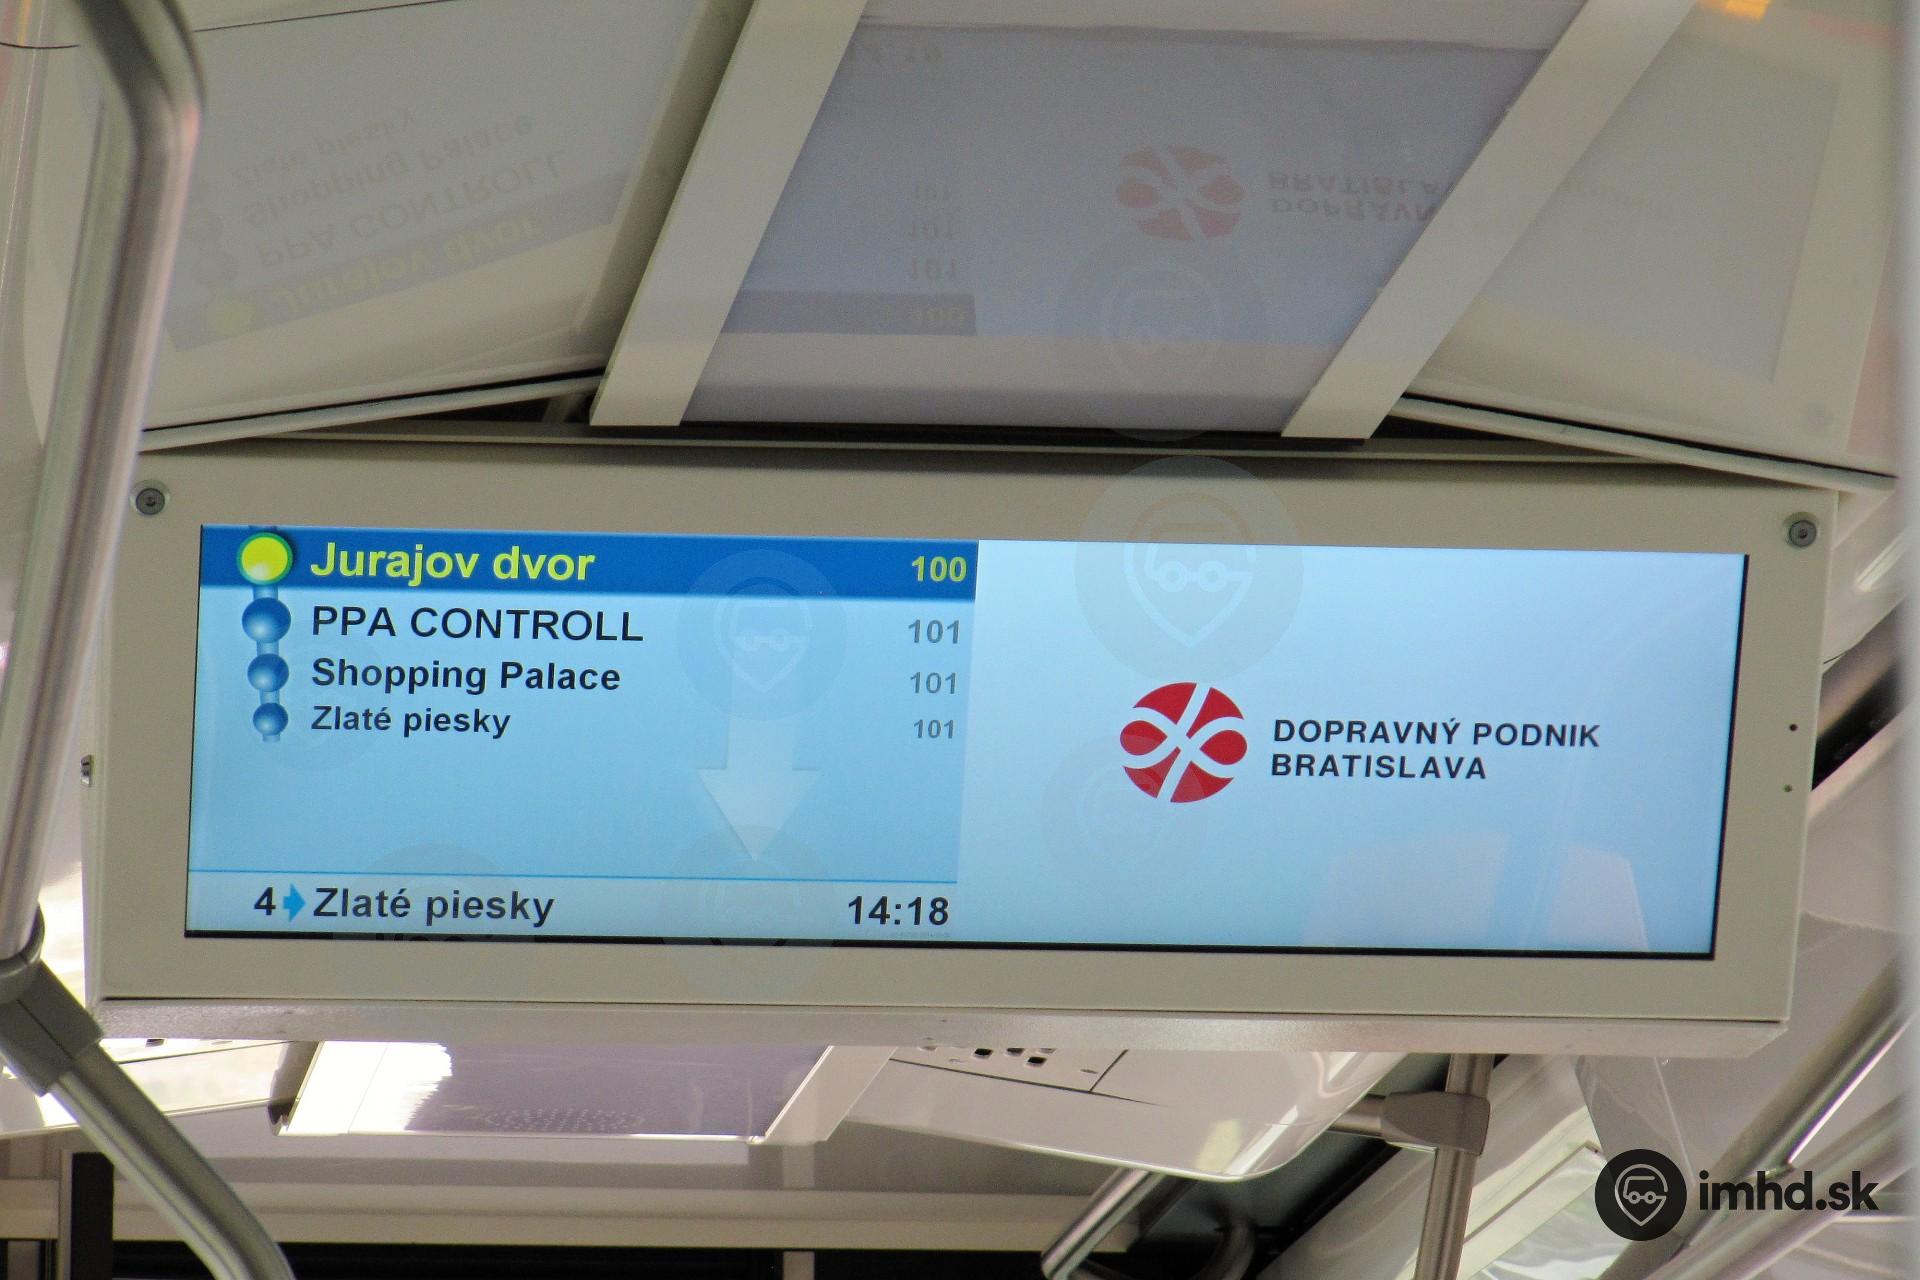 Jurajov dvor 100
PPA CONTROLL 101
Shopping Palace 101
Zlaté piesky 101
4 Zlaté piesky 14:18
DOPRAVNÝ PODNIK
BRATISLAVA
imhd.sk